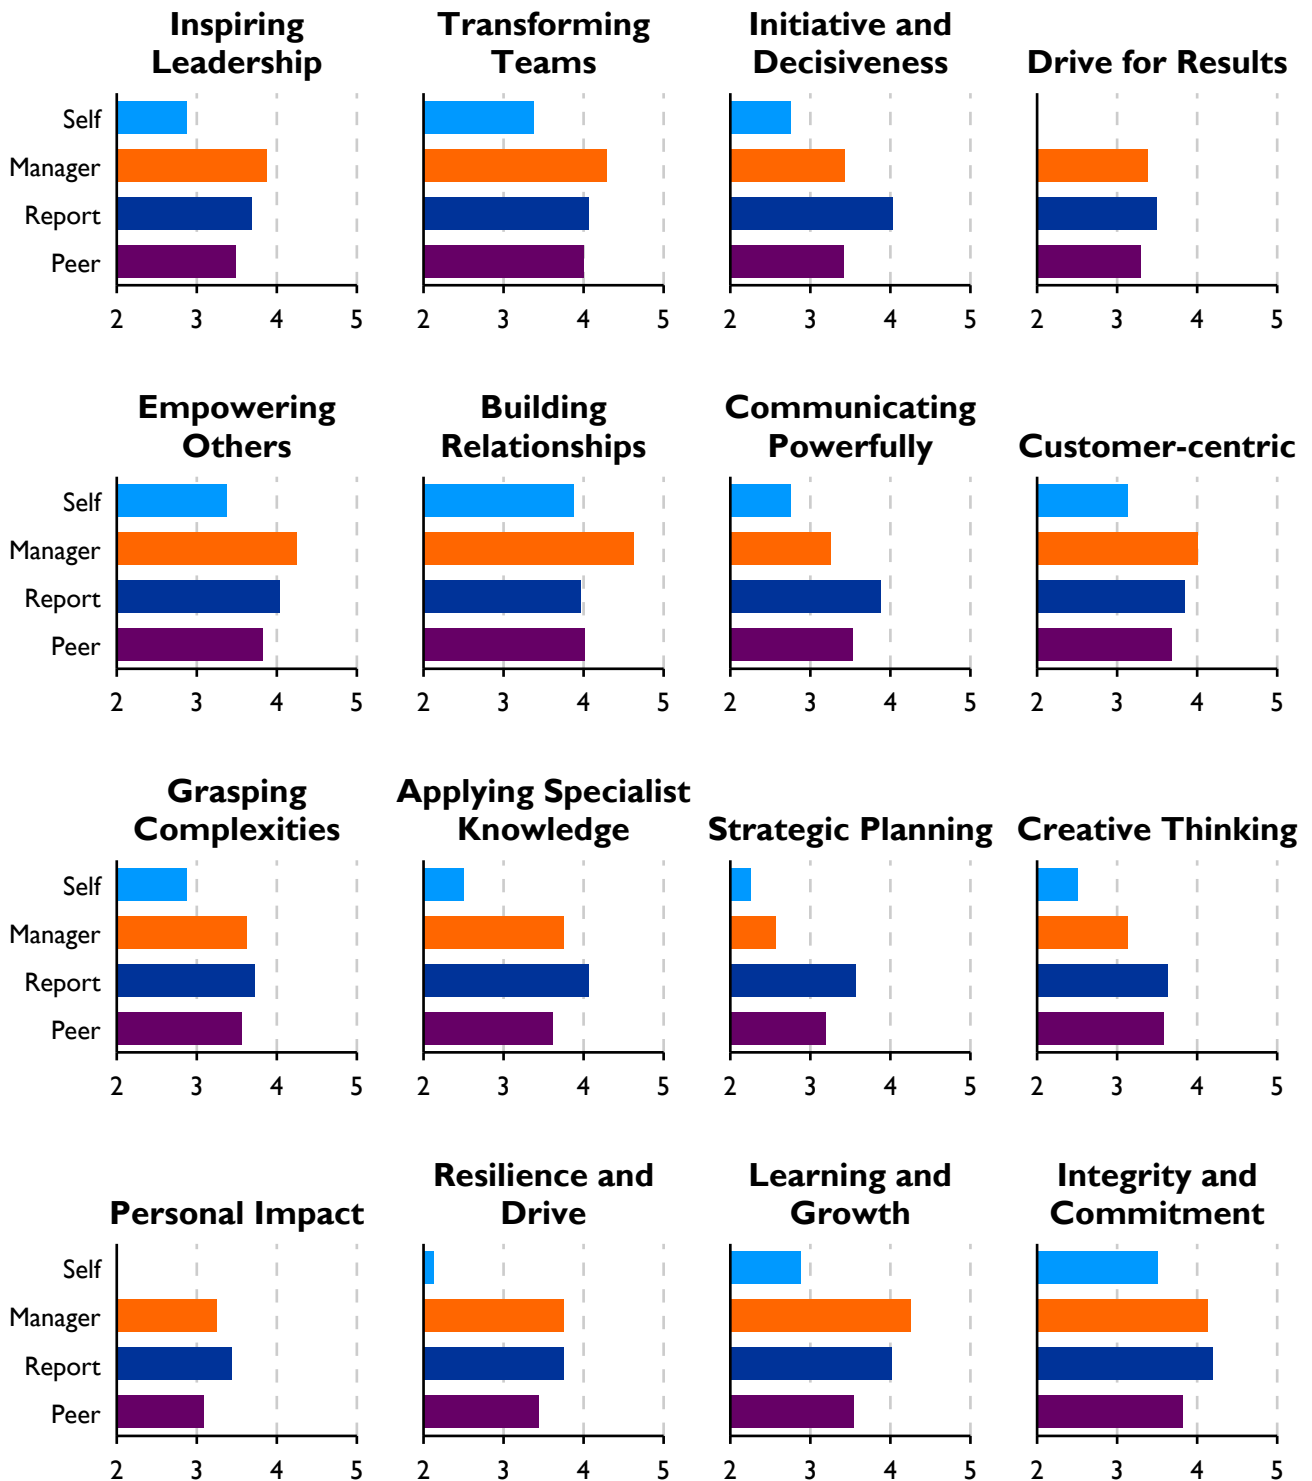 Inspiring
Leadership
Transforming
Teams
Initiative and
Decisiveness
Drive for Results
Self
Manager
Report
Peer
2 3 4 5
2 3 4 5
2 3 4 5
2 3 4 5
Empowering
Others
Building
Relationships
Communicating
Powerfully
Customer-centric
Self
Manager
Report
Peer
2 3 4 5
2 3 4 5
2 3 4 5
2 3 4 5
Grasping
Complexities
Applying Specialist
Knowledge
Strategic Planning
Creative Thinking
Self
Manager
Report
Peer
2 3 4 5
2 3 4 5
2 3 4 5
2 3 4 5
Personal Impact
Resilience and
Drive
Learning and
Growth
Integrity and
Commitment
Self
Manager
Report
Peer
2 3 4 5
2 3 4 5
2 3 4 5
2 3 4 5